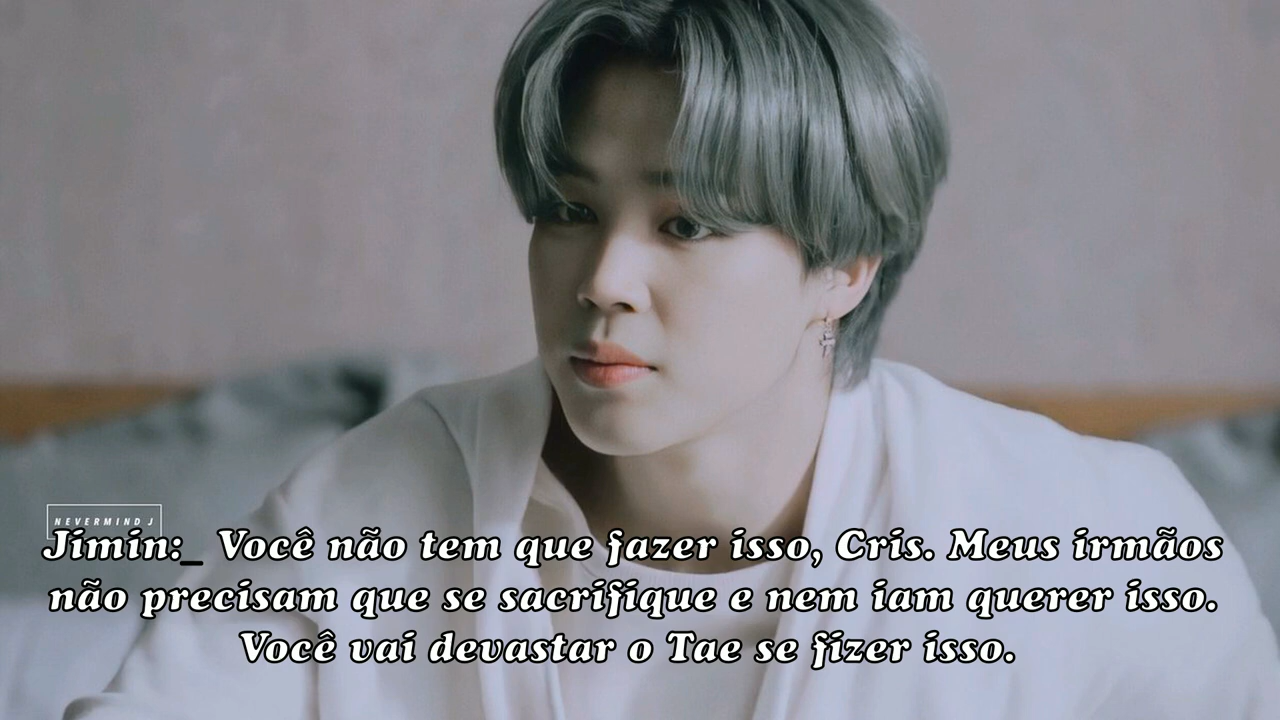 NEVERMIND J
Jimin:_ Você não tem que fazer isso, Cris. Meus irmãos
não precisam que se sacrifique e nem iam querer isso.
Você vai devastar o Tae se fizer isso.